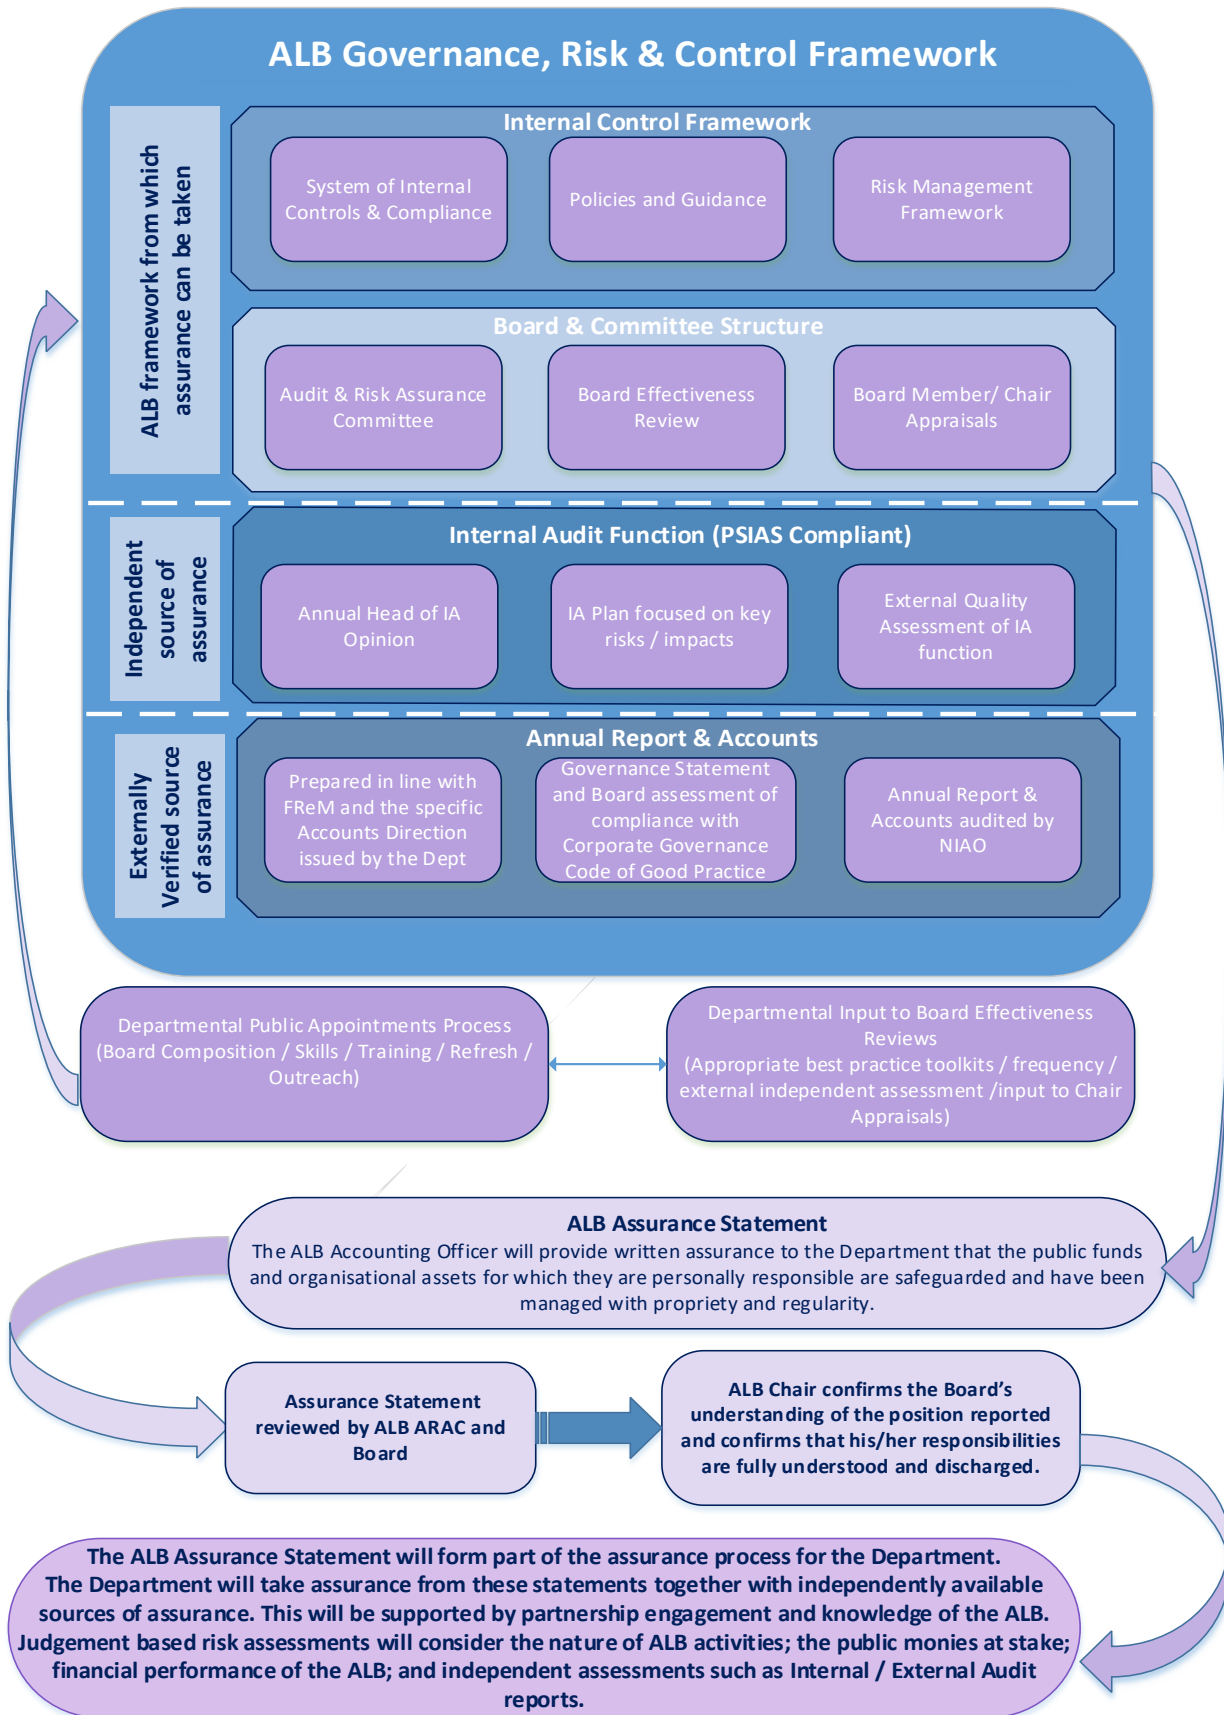 ALB Governance, Risk & Control Framework
ALB framework from which
assurance can be taken
Internal Control Framework
System of Internal
Controls & Compliance
Policies and Guidance
Risk Management
Framework
Board & Committee Structure
Audit & Risk Assurance
Committee
Board Effectiveness
Review
Board Member/ Chair
Appraisals
Independent
source of
assurance
Internal Audit Function (PSIAS Compliant)
Annual Head of IA
Opinion
IA Plan focused on key
risks / impacts
External Quality
Assessment of IA
function
Externally
Verified source
of assurance
Annual Report & Accounts
Prepared in line with
FReM and the specific
Accounts Direction
issued by the Dept
Governance Statement
and Board assessment of
compliance with
Corporate Governance
Code of Good Practice
Annual Report &
Accounts audited by
NIAO
Departmental Public Appointments Process
(Board Composition / Skills / Training / Refresh /
Outreach)
Departmental Input to Board Effectiveness
Reviews
(Appropriate best practice toolkits / frequency /
external independent assessment /input to Chair
Appraisals)
ALB Assurance Statement
The ALB Accounting Officer will provide written assurance to the Department that the public funds
and organisational assets for which they are personally responsible are safeguarded and have been
managed with propriety and regularity.
Assurance Statement
reviewed by ALB ARAC and
Board
ALB Chair confirms the Board’s
understanding of the position reported
and confirms that his/her responsibilities
are fully understood and discharged.
The ALB Assurance Statement will form part of the assurance process for the Department.
The Department will take assurance from these statements together with independently available
sources of assurance. This will be supported by partnership engagement and knowledge of the ALB.
Judgement based risk assessments will consider the nature of ALB activities; the public monies at stake;
financial performance of the ALB; and independent assessments such as Internal / External Audit
reports.